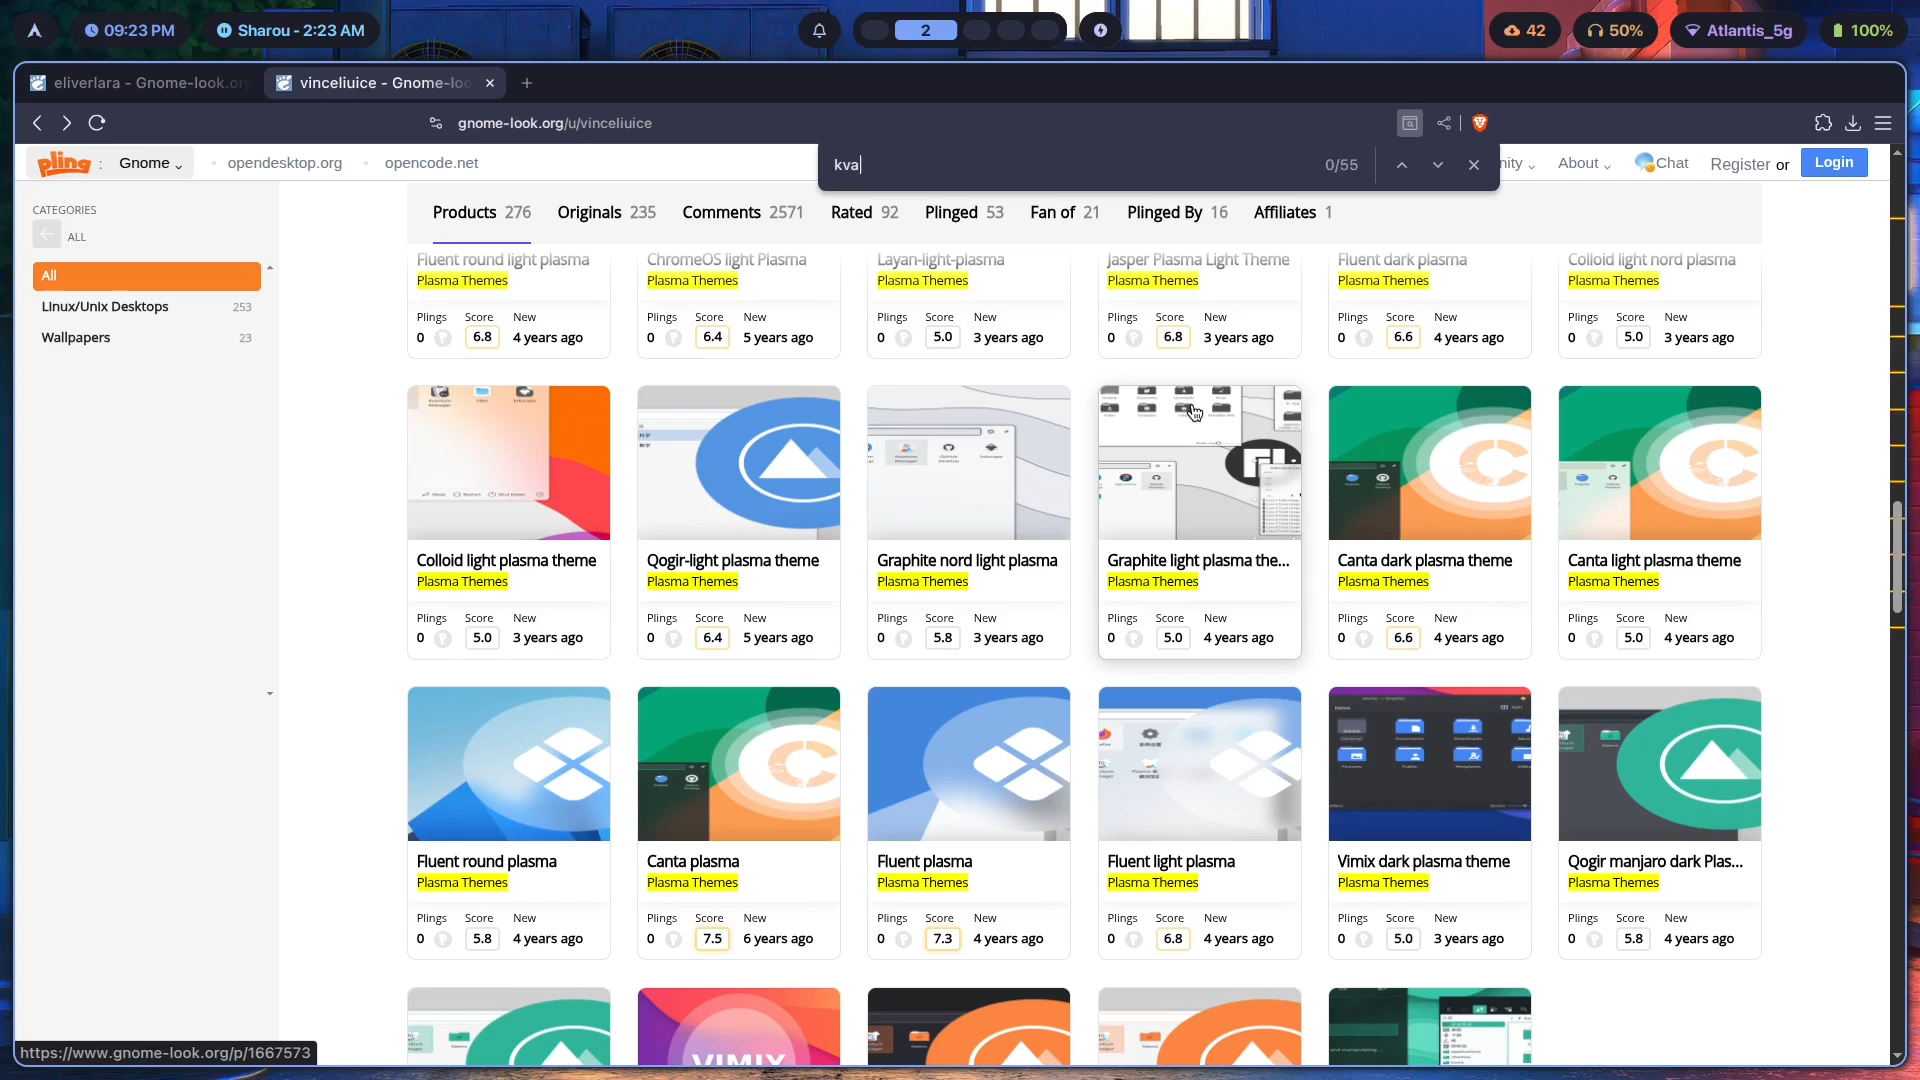 09:23 PM
Sharou - 2:23 AM
2
42
50%
Atlantis_5g
100%
eliverlara - Gnome-look.or
vinceliuice - Gnome-loo
gnome-look.org/u/vinceliuice
pling : Gnome
opendesktop.org
opencode.net
kva
0/55
nity
About
Chat
Register or
Login
CATEGORIES
ALL
All
Linux/Unix Desktops 253
Wallpapers 23
Products 276
Originals 235
Comments 2571
Rated 92
Plinged 53
Fan of 21
Plinged By 16
Affiliates 1
Fluent round light plasma
Plasma Themes
Plings Score New
0 6.8 4 years ago
ChromeOS light Plasma
Plasma Themes
Plings Score New
0 6.4 5 years ago
Layan-light-plasma
Plasma Themes
Plings Score New
0 5.0 3 years ago
Jasper Plasma Light Theme
Plasma Themes
Plings Score New
0 6.8 3 years ago
Fluent dark plasma
Plasma Themes
Plings Score New
0 6.6 4 years ago
Colloid light nord plasma
Plasma Themes
Plings Score New
0 5.0 3 years ago
Colloid light plasma theme
Plasma Themes
Plings Score New
0 5.0 3 years ago
Qogir-light plasma theme
Plasma Themes
Plings Score New
0 6.4 5 years ago
Graphite nord light plasma
Plasma Themes
Plings Score New
0 5.8 3 years ago
Graphite light plasma the...
Plasma Themes
Plings Score New
0 5.0 4 years ago
Canta dark plasma theme
Plasma Themes
Plings Score New
0 6.6 4 years ago
Canta light plasma theme
Plasma Themes
Plings Score New
0 5.0 4 years ago
Fluent round plasma
Plasma Themes
Plings Score New
0 5.8 4 years ago
Canta plasma
Plasma Themes
Plings Score New
0 7.5 6 years ago
Fluent plasma
Plasma Themes
Plings Score New
0 7.3 4 years ago
Fluent light plasma
Plasma Themes
Plings Score New
0 6.8 4 years ago
Vimix dark plasma theme
Plasma Themes
Plings Score New
0 5.0 3 years ago
Qogir manjaro dark Plas...
Plasma Themes
Plings Score New
0 5.8 4 years ago
VIMIX
https://www.gnome-look.org/p/1667573